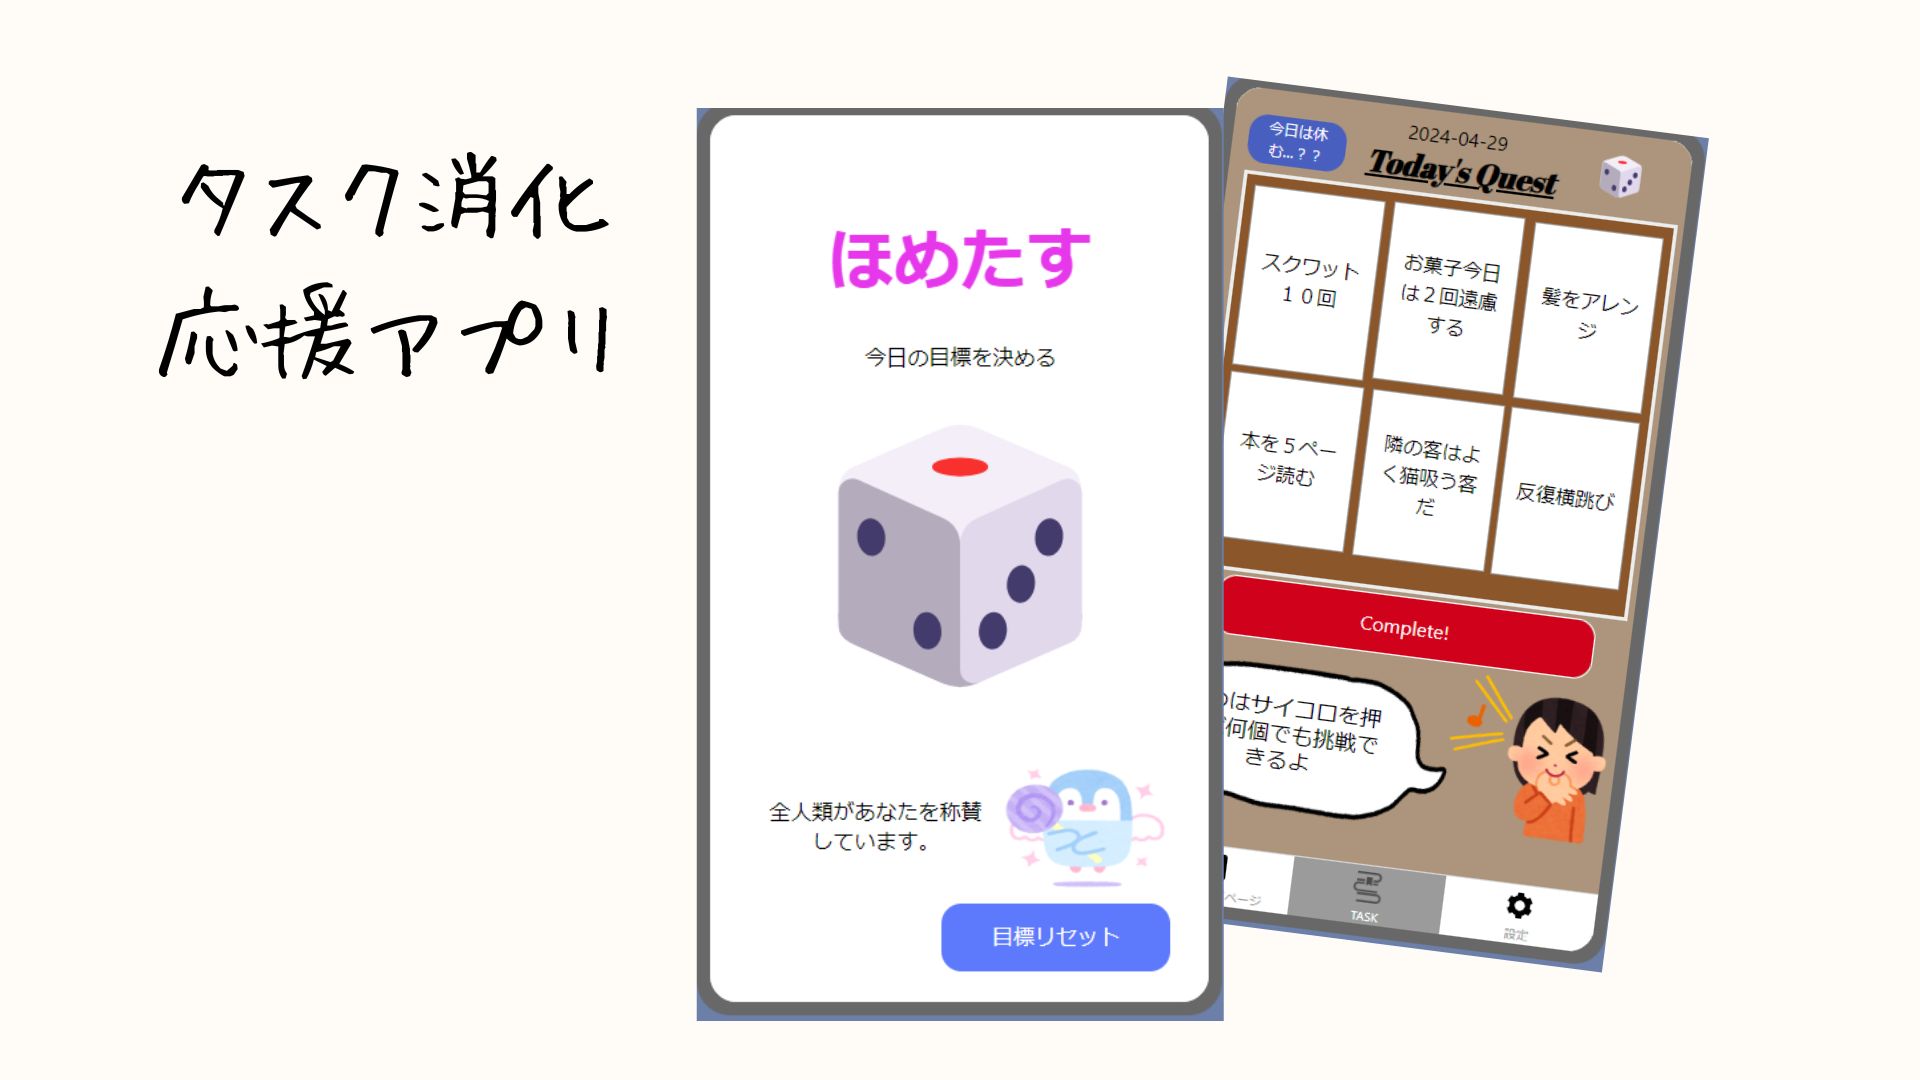 タスク消化
応援アプリ
ほめたす
今日の目標を決める
全人類があなたを称賛
しています。
目標リセット
今日は休
む...？？
2024-04-29
Today's Quest
スクワット
１０回
お菓子今日
は２回遠慮
する
髪をアレン
ジ
本を５ペー
ジ読む
隣の客はよ
く猫吸う客
だ
反復横跳び
Complete!
はサイコロを押
何個でも挑戦で
きるよ
ページ
TASK
設定